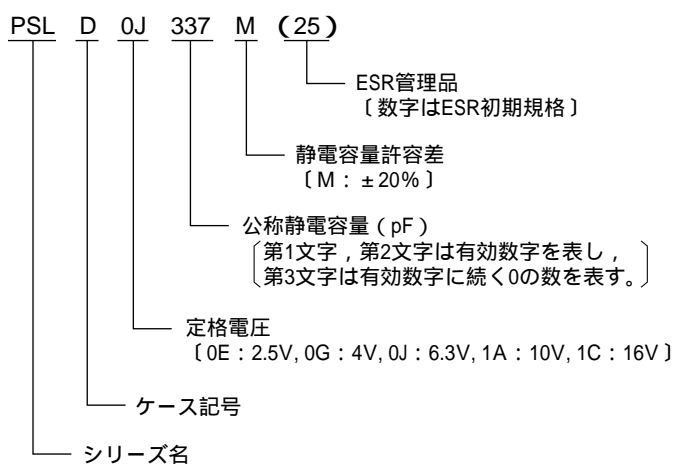 PSL D 0J 337 M (25)
ESR管理品
〔数字はESR初期規格〕
静電容量許容差
〔M：±20%〕
公称静電容量（pF）
第1文字，第2文字は有効数字を表し，
第3文字は有効数字に続く0の数を表す。
定格電圧
〔0E：2.5V, 0G：4V, 0J：6.3V, 1A：10V, 1C：16V〕
ケース記号
シリーズ名